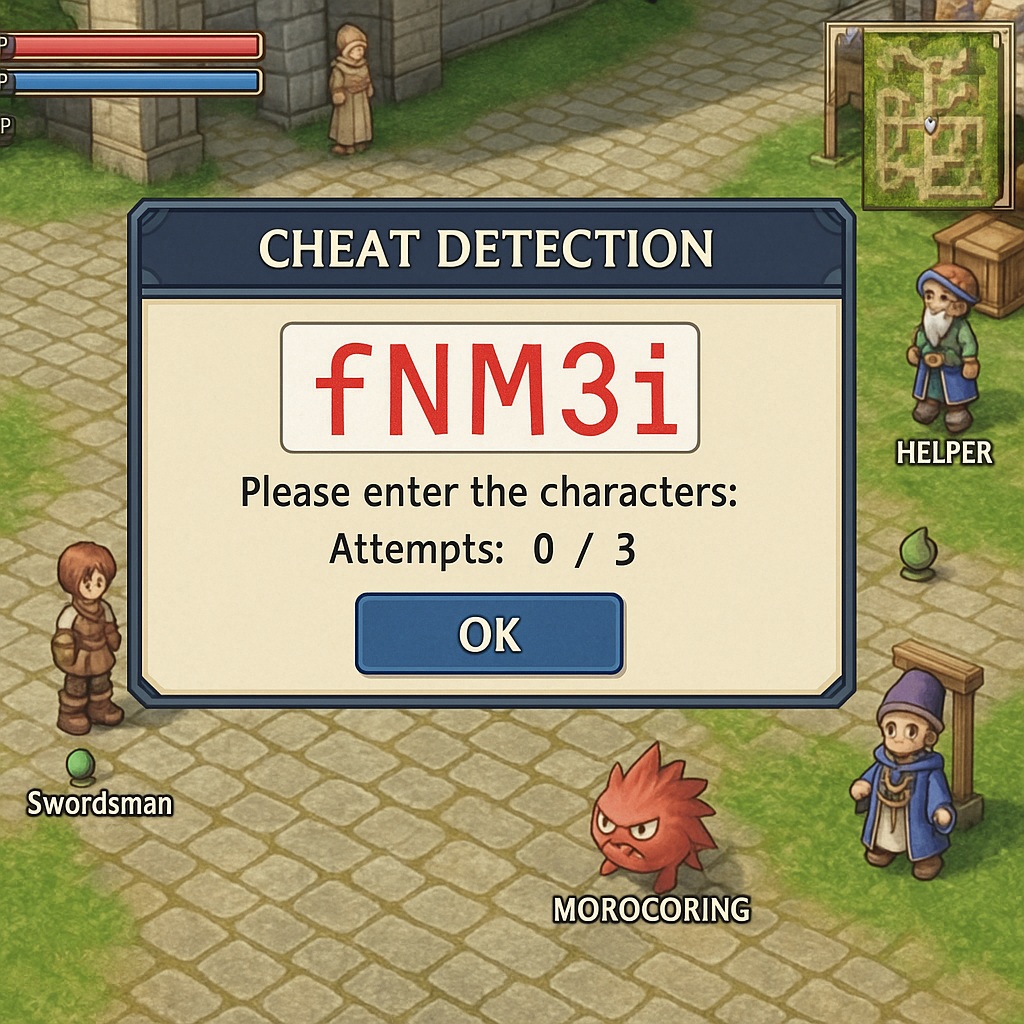 P
P
P
CHEAT DETECTION
fNM3i
Please enter the characters:
Attempts: 0 / 3
OK
HELPER
Swordsman
MOROCORING